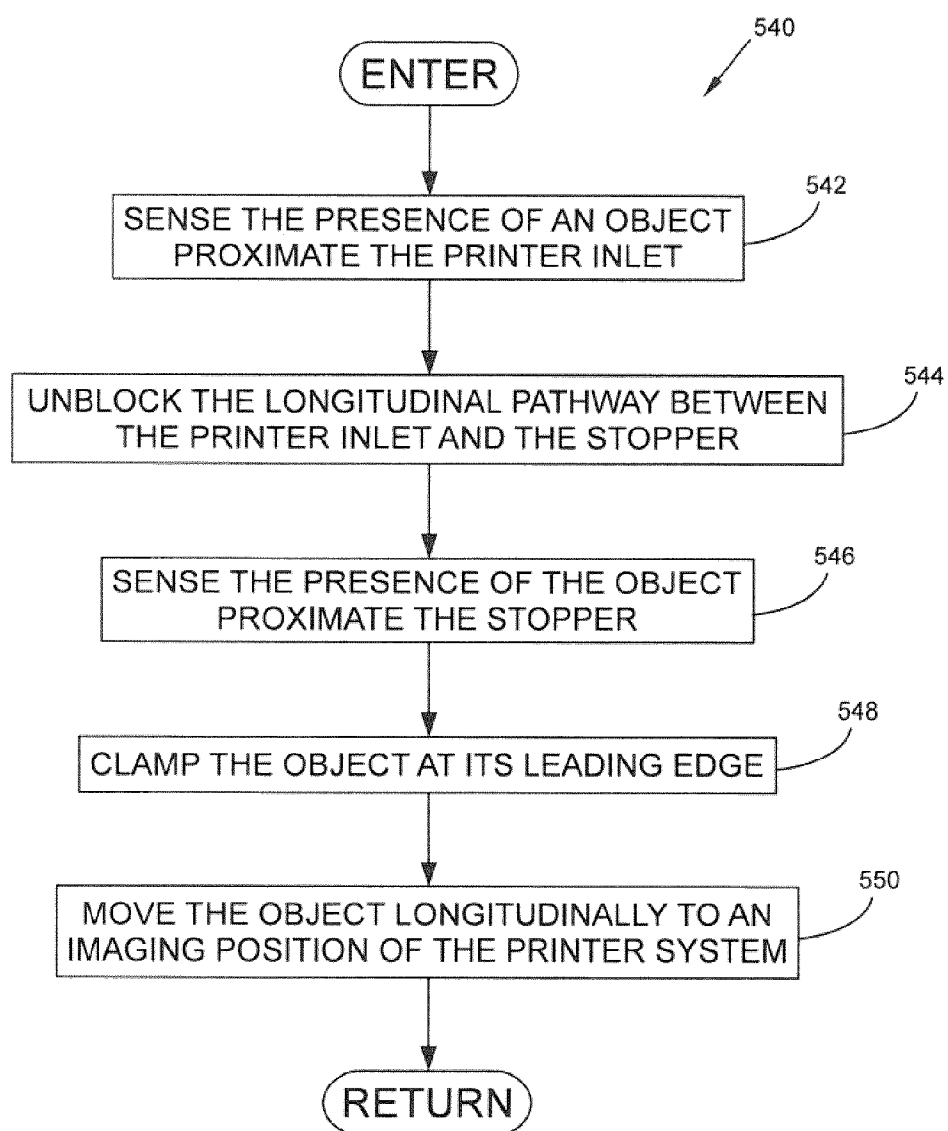 540
ENTER
542
SENSE THE PRESENCE OF AN OBJECT
PROXIMATE THE PRINTER INLET
544
UNBLOCK THE LONGITUDINAL PATHWAY BETWEEN
THE PRINTER INLET AND THE STOPPER
546
SENSE THE PRESENCE OF THE OBJECT
PROXIMATE THE STOPPER
548
CLAMP THE OBJECT AT ITS LEADING EDGE
550
MOVE THE OBJECT LONGITUDINALLY TO AN
IMAGING POSITION OF THE PRINTER SYSTEM
RETURN